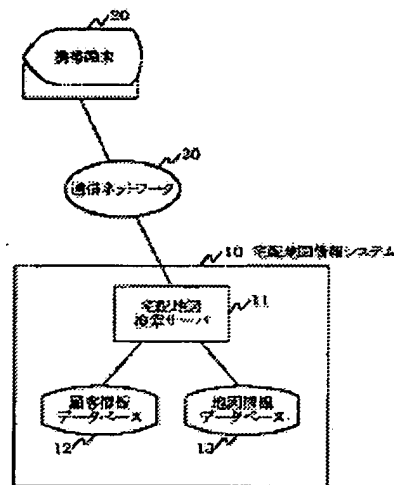 20
携帯端末
30
通信ネットワーク
10 宅配地図情報システム
宅配地図
検索サーバ
11
顧客情報
データベース
12
地図情報
データベース
13